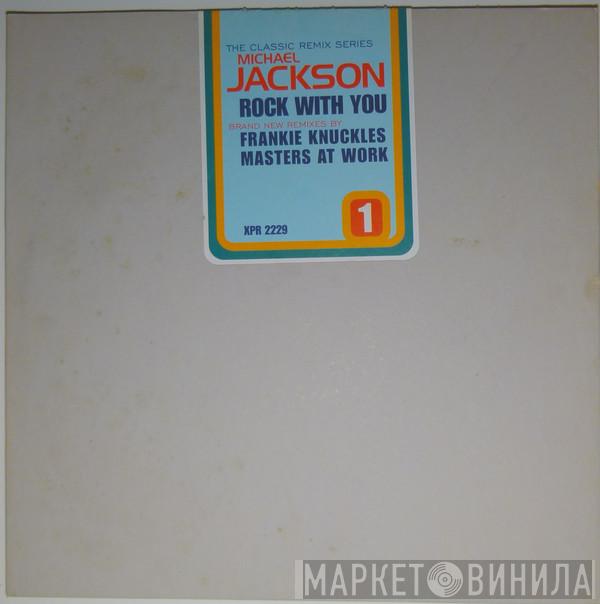 THE CLASSIC REMIX SERIES
MICHAEL
JACKSON
ROCK WITH YOU
BRAND NEW REMIXES BY
FRANKIE KNUCKLES
MASTERS AT WORK
1
XPR 2229
МАРКЕТ ВИНИЛА